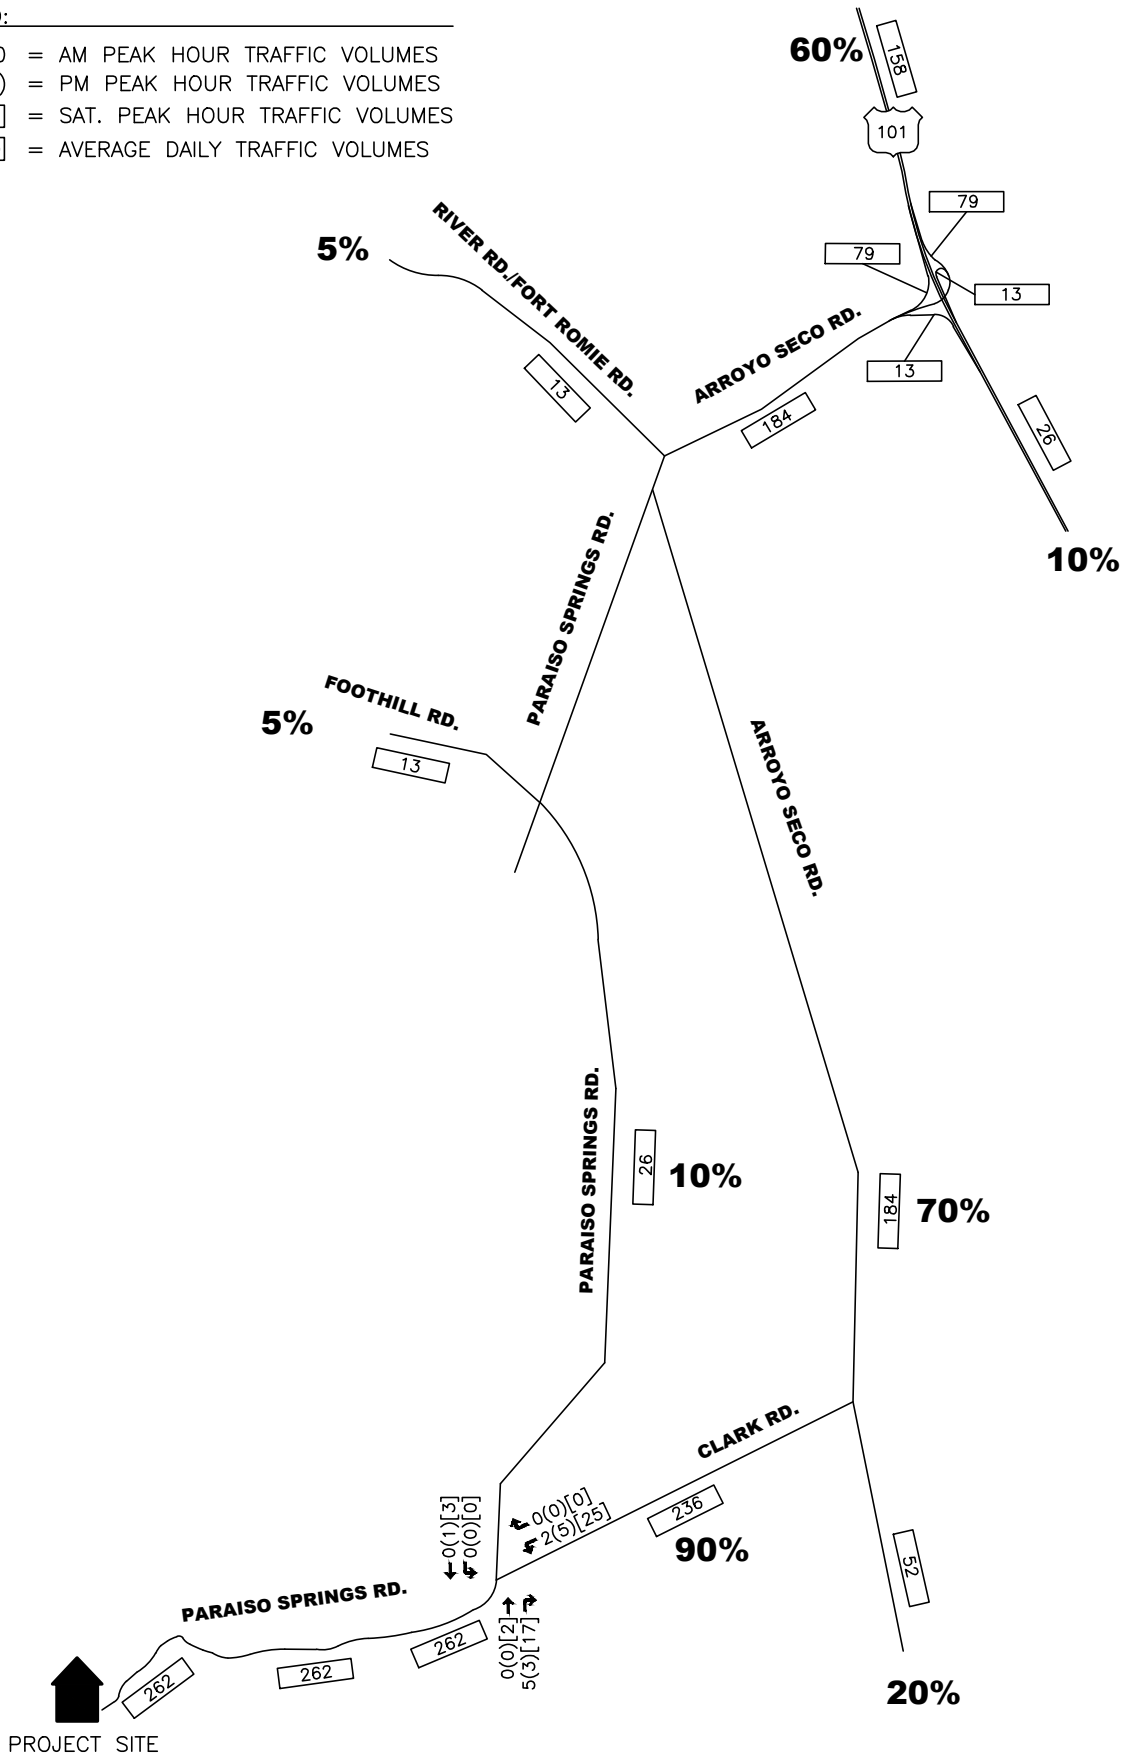 :
= AM PEAK HOUR TRAFFIC VOLUMES
) = PM PEAK HOUR TRAFFIC VOLUMES
] = SAT. PEAK HOUR TRAFFIC VOLUMES
= AVERAGE DAILY TRAFFIC VOLUMES
60%
158
101
79
79
13
13
26
10%
RIVER RD./FORT ROMIE RD.
5%
13
ARROYO SECO RD.
184
PARAISO SPRINGS RD.
FOOTHILL RD.
5%
13
ARROYO SECO RD.
PARAISO SPRINGS RD.
26
10%
184
70%
CLARK RD.
236
90%
0(1)[3]
0(0)[0]
0(0)[0]
2(5)[25]
52
20%
PARAISO SPRINGS RD.
0(0)[2]
5(3)[17]
262
262
262
PROJECT SITE